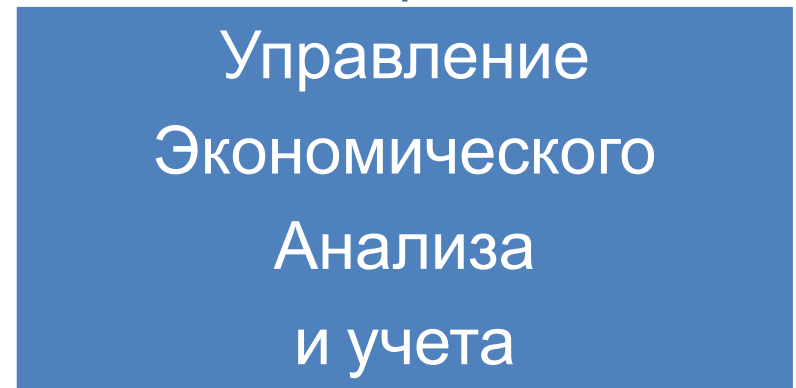 Управление
Экономического
Анализа
и учета